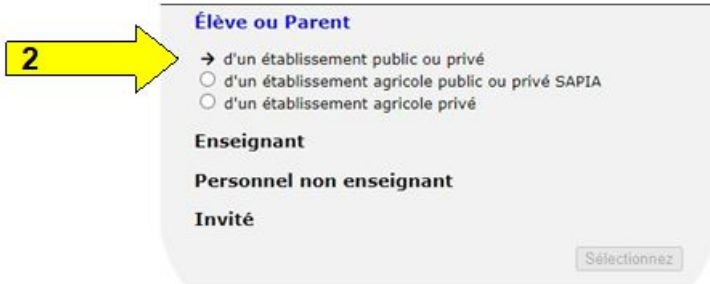 Élève ou Parent
2
→ d'un établissement public ou privé
d'un établissement agricole public ou privé SAPIA
d'un établissement agricole privé
Enseignant
Personnel non enseignant
Invité
Sélectionnez